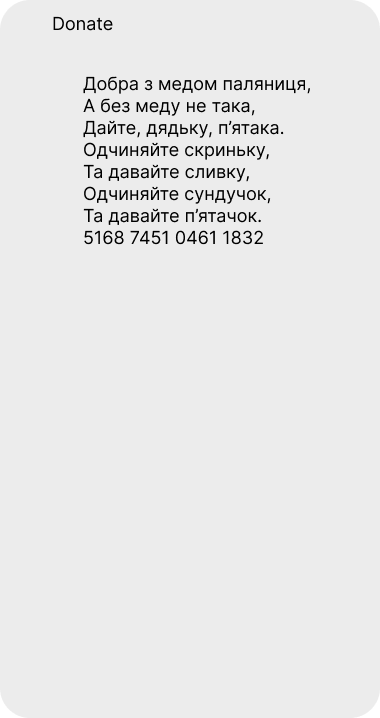 Donate
Добра з медом паляниця,
А без меду не така,
Дайте, дядьку, п’ятака.
Одчиняйте скриньку,
Та давайте сливку,
Одчиняйте сундучок,
Та давайте п’ятачок.
5168 7451 0461 1832